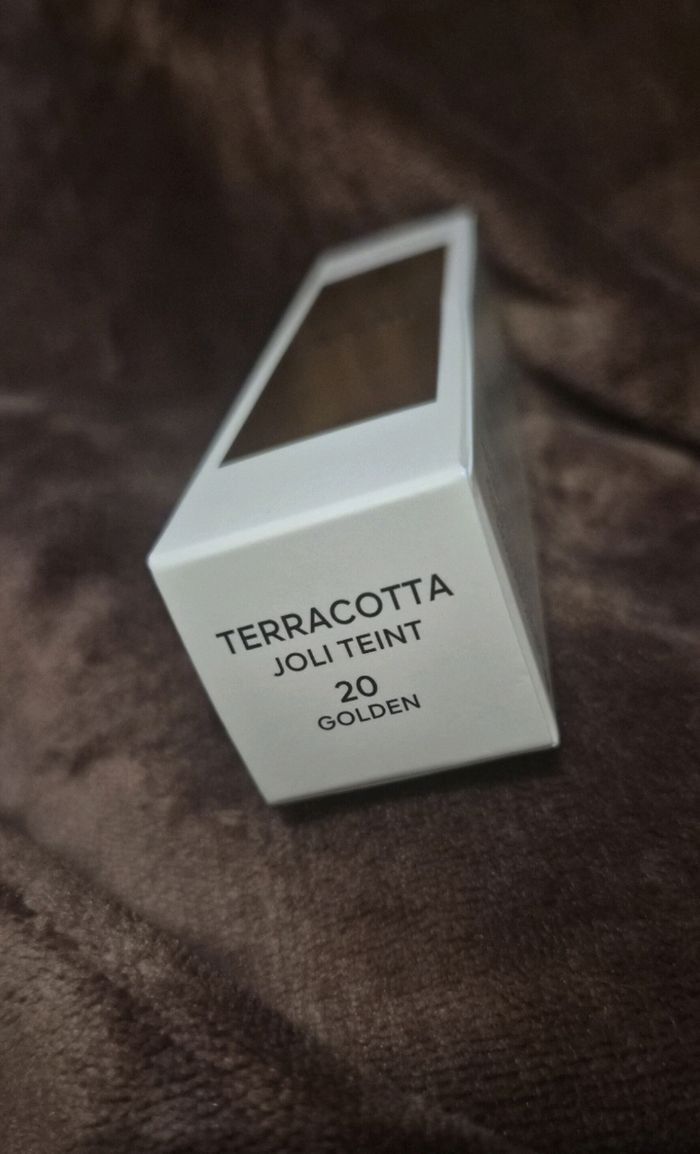 TERRACOTTA
JOLI TEINT
20
GOLDEN